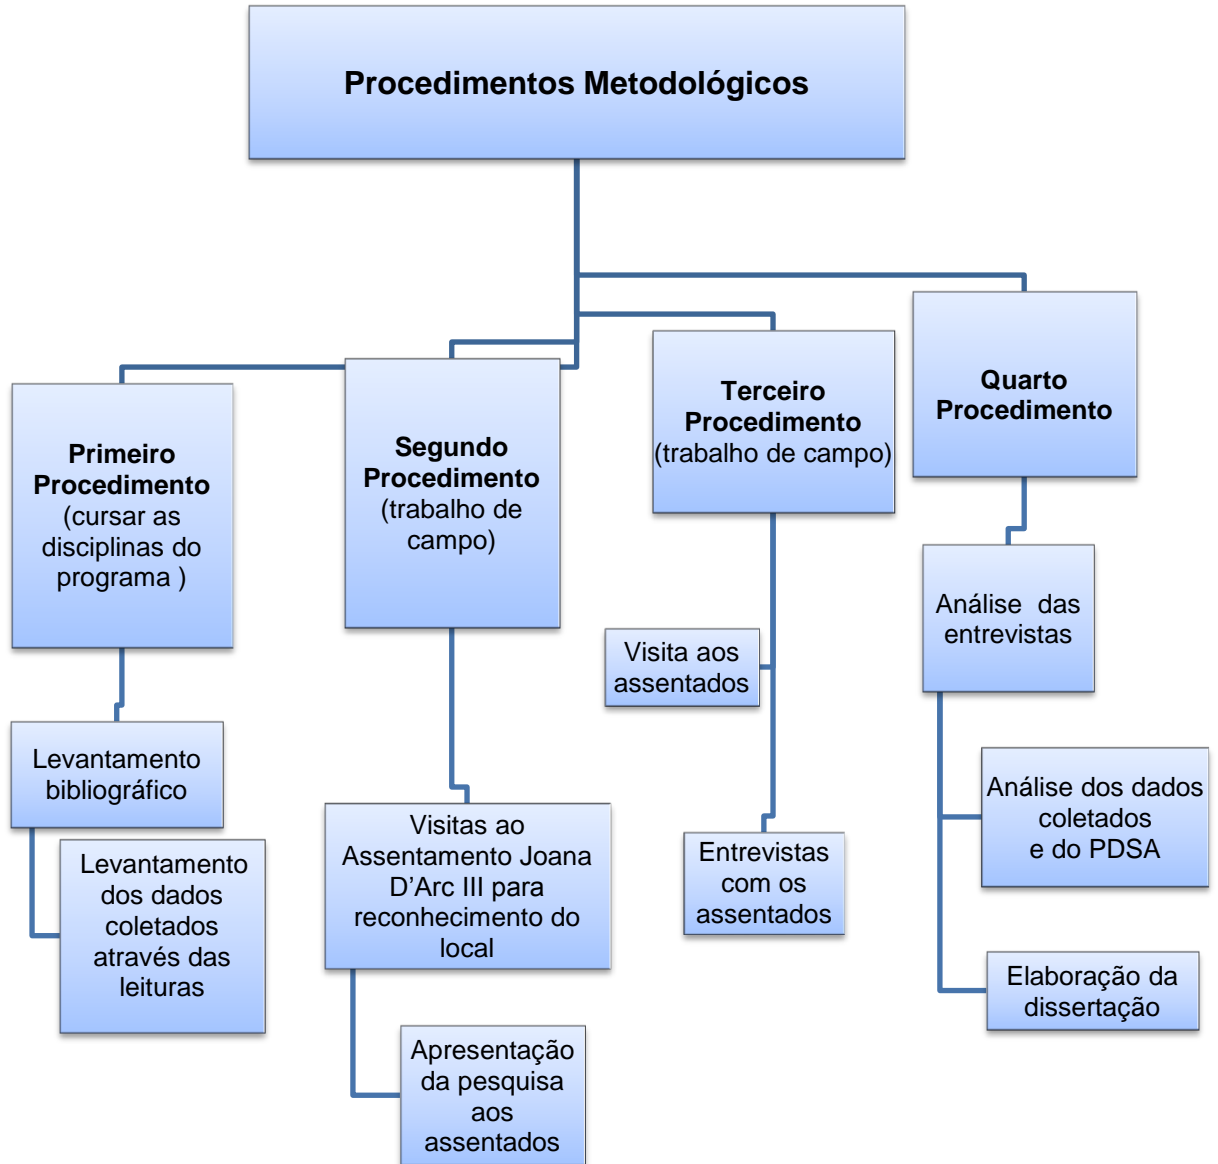 Procedimentos Metodológicos
Primeiro
Procedimento
(cursar as
disciplinas do
programa )
Levantamento
bibliográfico
Levantamento
dos dados
coletados
através das
leituras
Segundo
Procedimento
(trabalho de
campo)
Visitas ao
Assentamento Joana
D’Arc III para
reconhecimento do
local
Apresentação
da pesquisa
aos
assentados
Terceiro
Procedimento
(trabalho de campo)
Visita aos
assentados
Entrevistas
com os
assentados
Quarto
Procedimento
Análise das
entrevistas
Análise dos dados
coletados
e do PDSA
Elaboração da
dissertação